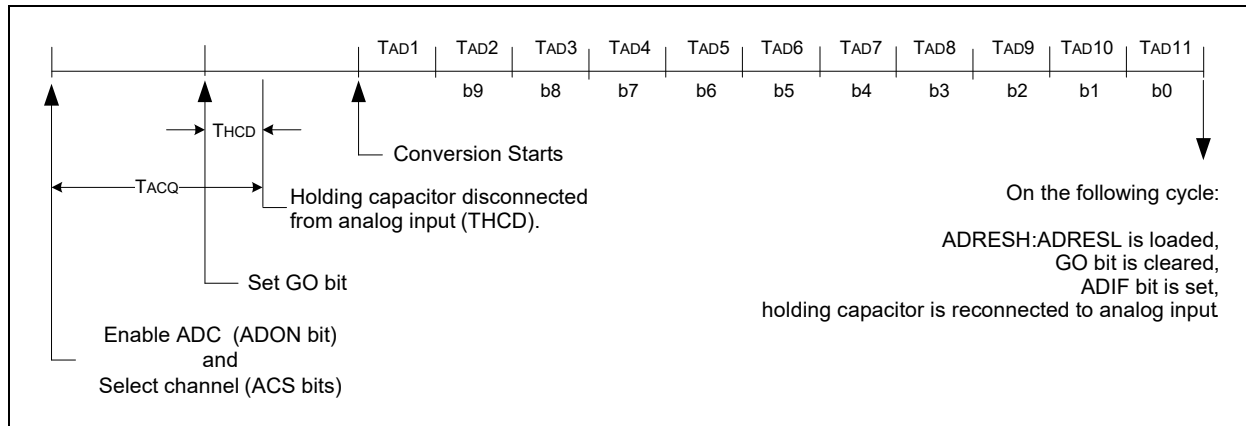 TAD1 TAD2 TAD3 TAD4 TAD5 TAD6 TAD7 TAD8 TAD9 TAD10 TAD11
b9 b8 b7 b6 b5 b4 b3 b2 b1 b0
THCD
Conversion Starts
TACQ
Holding capacitor disconnected
from analog input (THCD).
Set GO bit
Enable ADC (ADON bit)
and
Select channel (ACS bits)
On the following cycle:
ADRESH:ADRESL is loaded,
GO bit is cleared,
ADIF bit is set,
holding capacitor is reconnected to analog input.